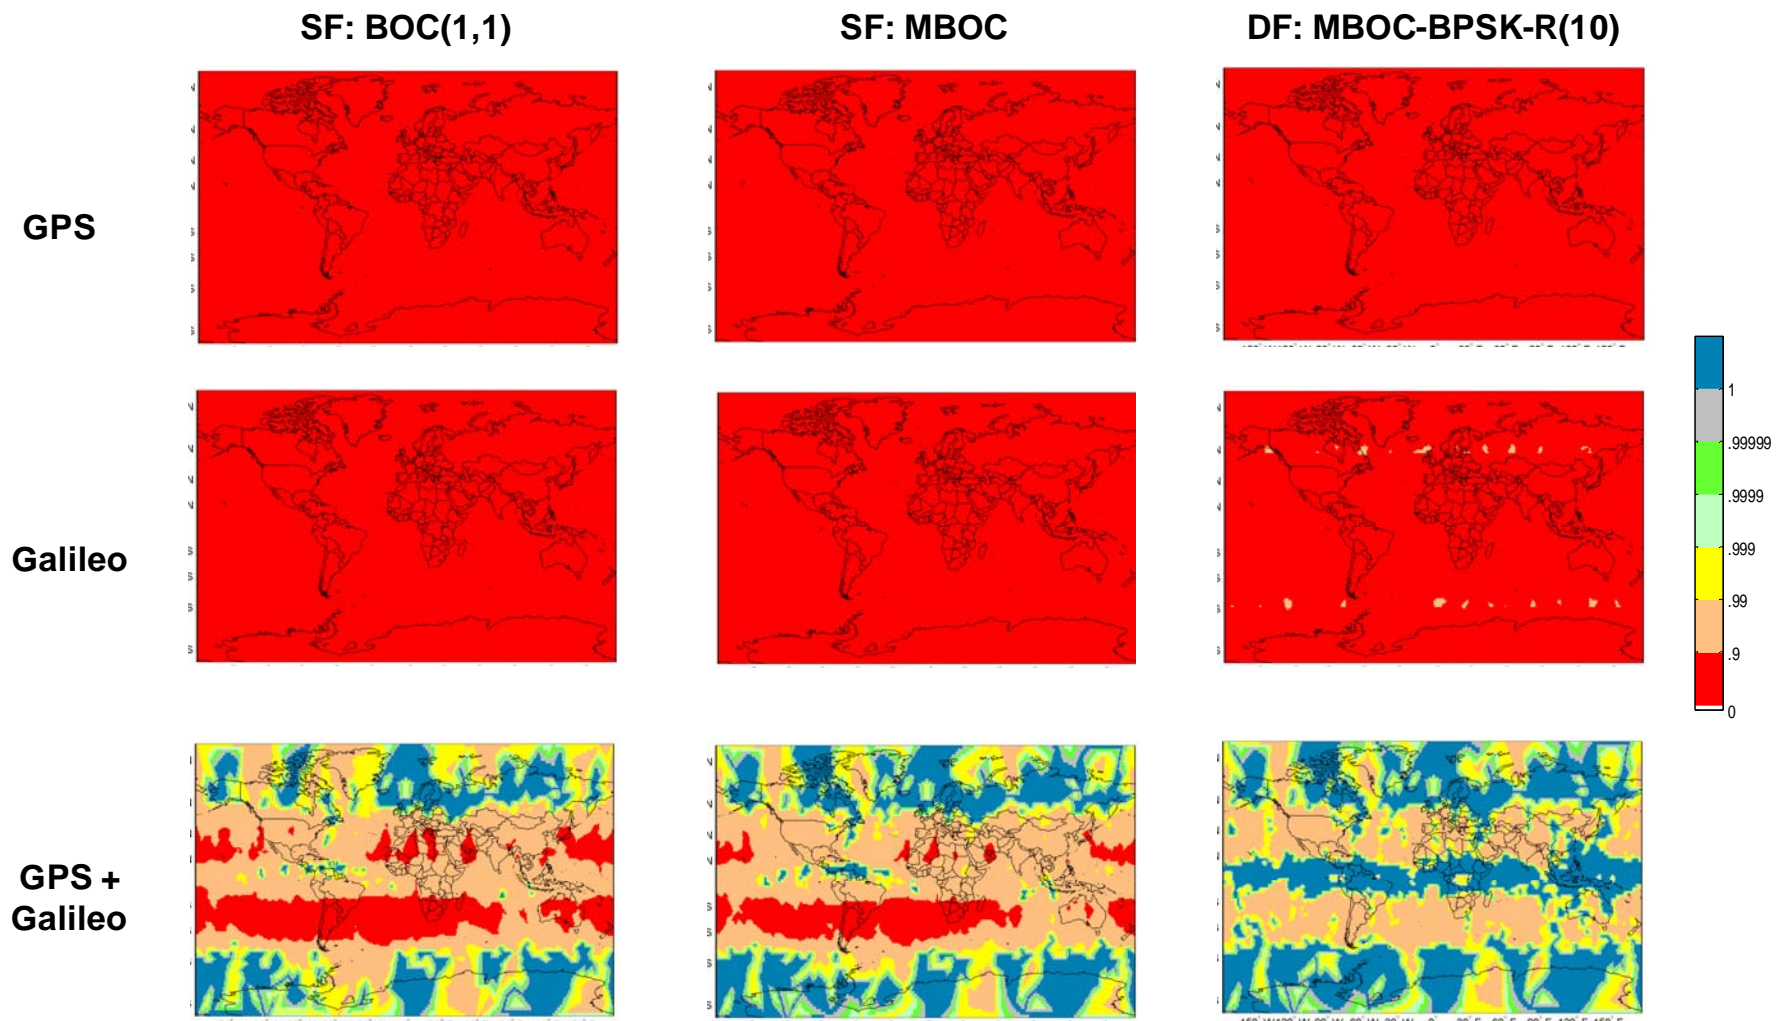 SF: BOC(1,1)
SF: MBOC
DF: MBOC-BPSK-R(10)
GPS
Galileo
GPS +
Galileo
1
.99999
.9999
.999
.99
.9
0